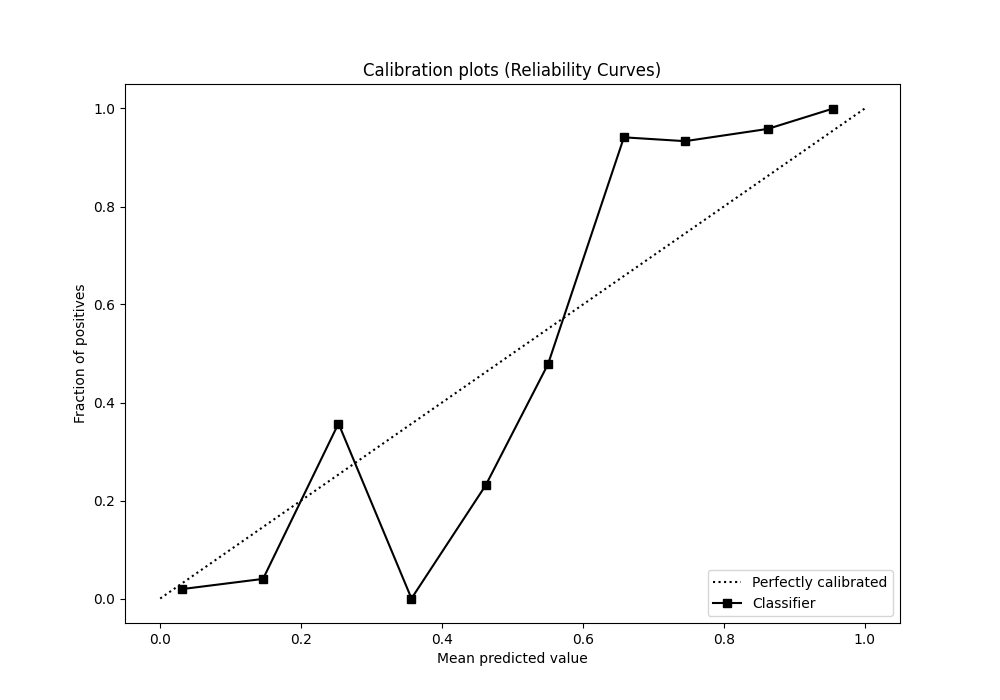 Calibration plots (Reliability Curves)
1.0
0.8
0.6
0.4
0.2
0.0
Fraction of positives
0.0 0.2 0.4 0.6 0.8 1.0
Mean predicted value
Perfectly calibrated
Classifier